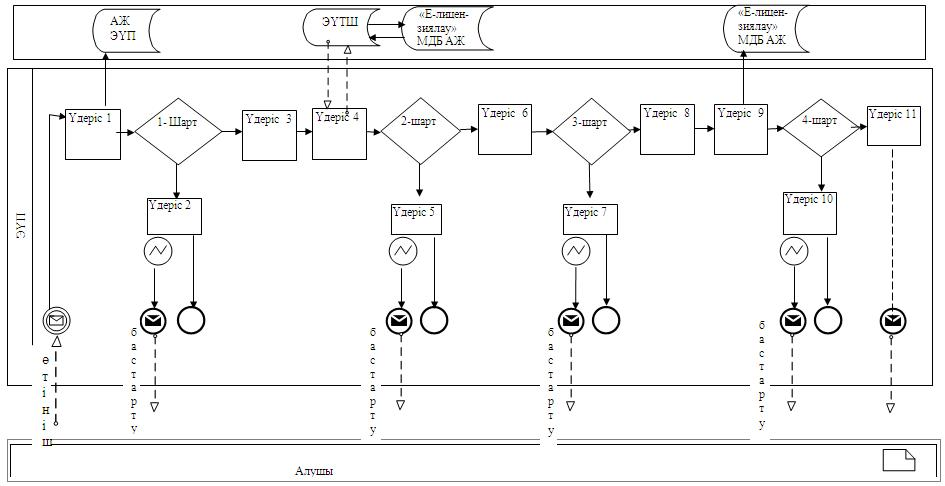 АЖ
ЭҮП
ЭҮТШ
«Е-лицен-
зиялау»
МДБ АЖ
«Е-лицен-
зиялау»
МДБ АЖ
Үдеріс 1
1- Шарт
Үдеріс 3
Үдеріс 4
2-шарт
Үдеріс 6
3-шарт
Үдеріс 8
Үдеріс 9
4-шарт
Үдеріс 11
Үдеріс 2
Үдеріс 5
Үдеріс 7
Үдеріс 10
өтініш
бастарту
бастарту
бастарту
бастарту
Алушы